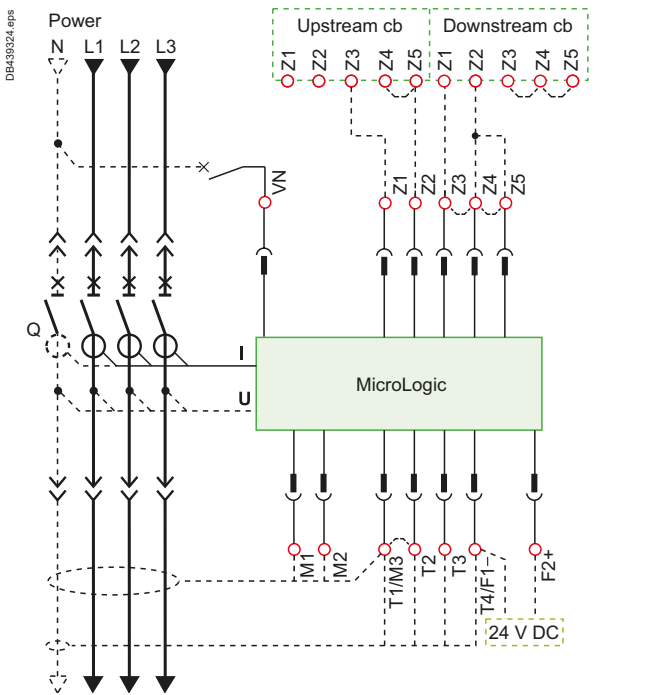 DB439324.eps
Power
N L1 L2 L3
Upstream cb
Downstream cb
Z1 Z2 Z3 Z4 Z5
Z1 Z2 Z3 Z4 Z5
VN
Z1 Z2 Z3 Z4 Z5
Q
I
U
MicroLogic
M1 M2 T1/M3 T2 T3 T4/F1– F2+
24 V DC